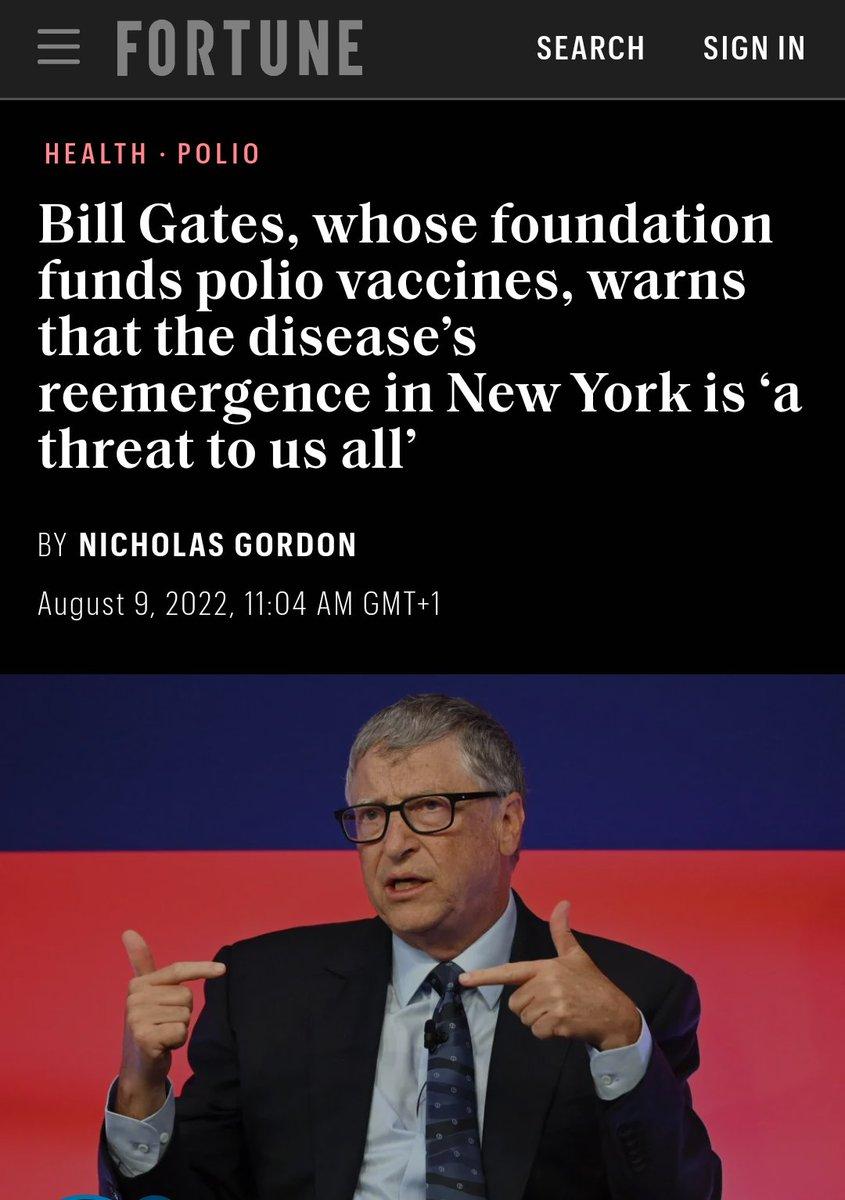 FORTUNE
SEARCH
SIGN IN
HEALTH · POLIO
Bill Gates, whose foundation
funds polio vaccines, warns
that the disease’s
reemergence in New York is ‘a
threat to us all’
BY NICHOLAS GORDON
August 9, 2022, 11:04 AM GMT+1